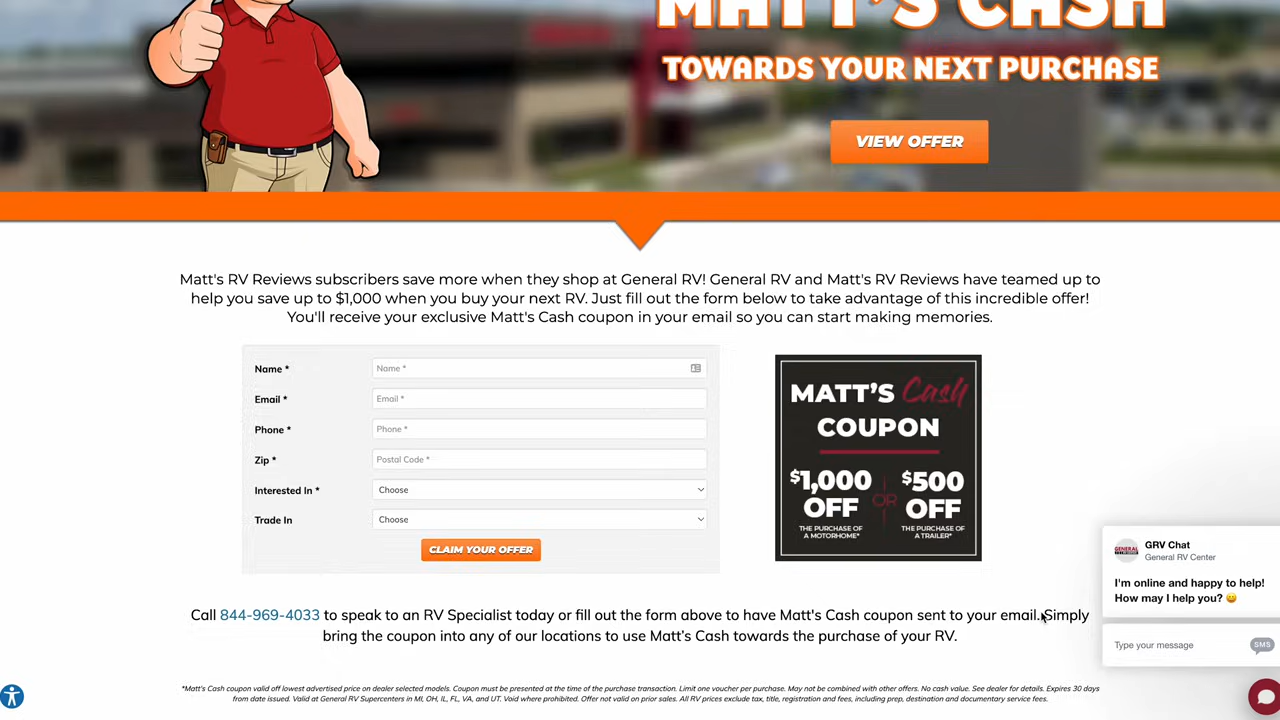 MATT'S CASH
TOWARDS YOUR NEXT PURCHASE
VIEW OFFER
Matt's RV Reviews subscribers save more when they shop at General RV! General RV and Matt's RV Reviews have teamed up to
help you save up to $1,000 when you buy your next RV. Just fill out the form below to take advantage of this incredible offer!
You'll receive your exclusive Matt's Cash coupon in your email so you can start making memories.
Name * Name *
Email * Email *
Phone * Phone *
Zip * Postal Code *
Interested In * Choose
Trade In Choose
CLAIM YOUR OFFER
MATT'S Cash
COUPON
$1,000 OFF
THE PURCHASE OF
A MOTORHOME*
OR
$500 OFF
THE PURCHASE OF
A TRAILER*
Call 844-969-4033 to speak to an RV Specialist today or fill out the form above to have Matt's Cash coupon sent to your email. Simply
bring the coupon into any of our locations to use Matt's Cash towards the purchase of your RV.
GRV Chat
General RV Center
I'm online and happy to help!
How may I help you? 😀
Type your message
SMS
*Matt's Cash coupon valid off lowest advertised price on dealer selected models. Coupon must be presented at the time of the purchase transaction. Limit one voucher per purchase. May not be combined with other offers. No cash value. See dealer for details. Expires 30 days
from date issued. Valid at General RV Supercenters in MI, OH, IL, FL, VA, and UT. Void where prohibited. Offer not valid on prior sales. All RV prices exclude tax, title, registration and fees, including prep, destination and documentary service fees.